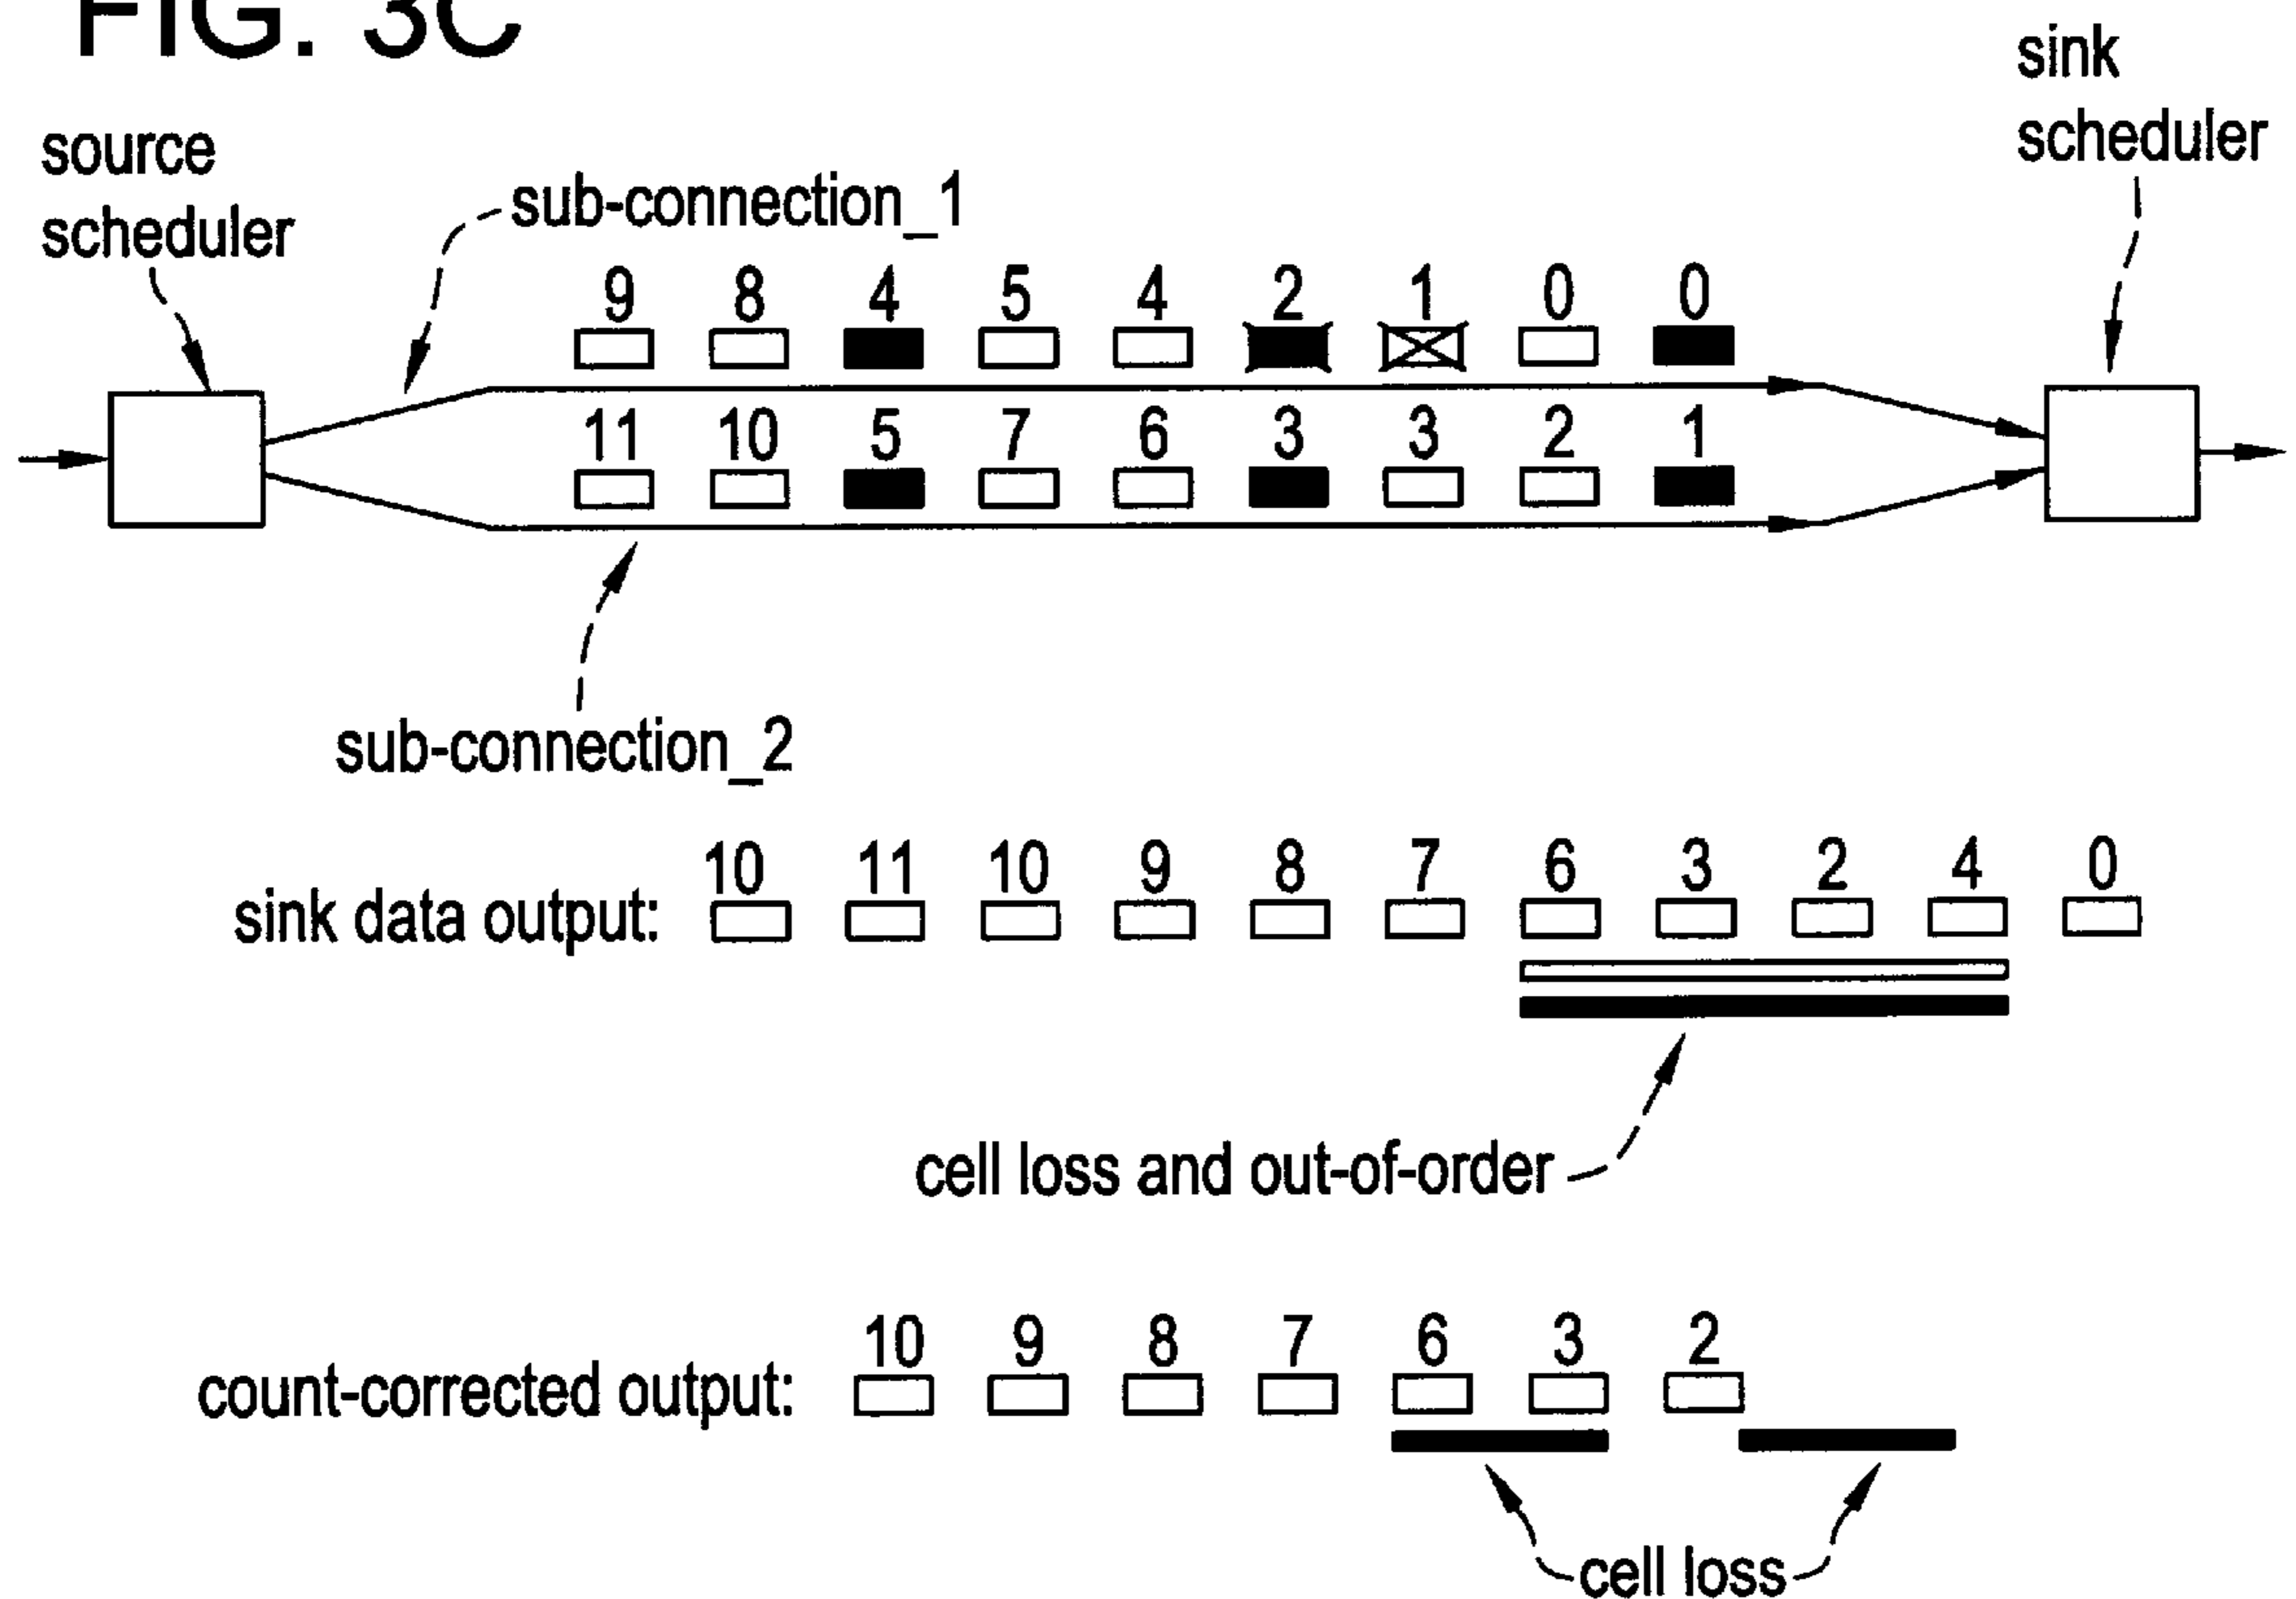 FIG. 3C
sink
scheduler
source
scheduler
sub-connection_1
9 8 4 5 4 2 1 0 0
11 10 5 7 6 3 3 2 1
sub-connection_2
10 11 10 9 8 7 6 3 2 4 0
sink data output:
cell loss and out-of-order
10 9 8 7 6 3 2
count-corrected output:
cell loss